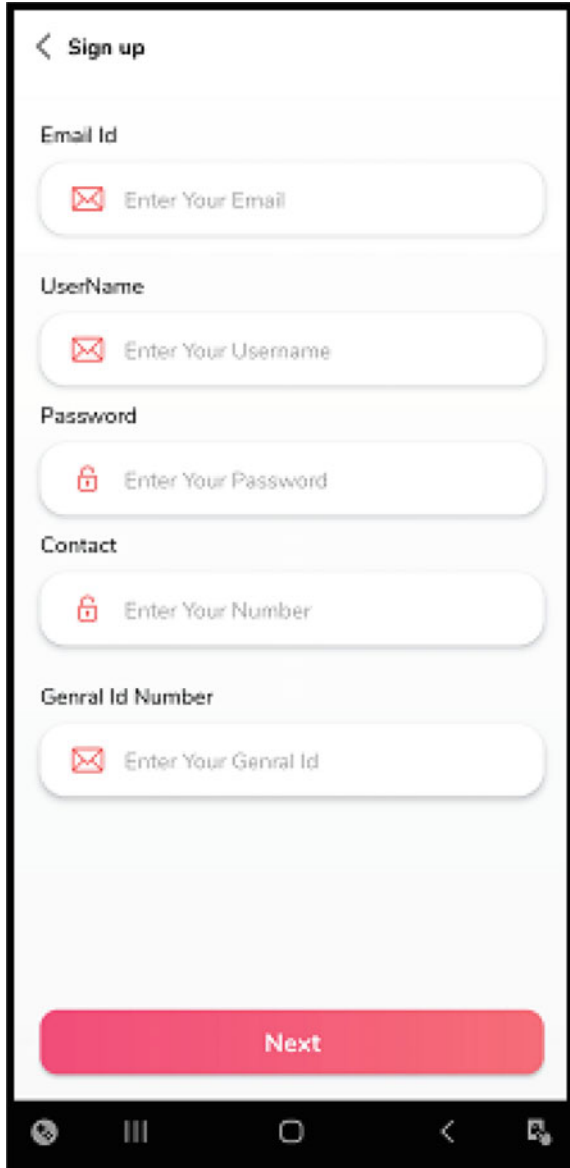 Sign up
Email Id
Enter Your Email
UserName
Enter Your Username
Password
Enter Your Password
Contact
Enter Your Number
Genral Id Number
Enter Your Genral Id
Next